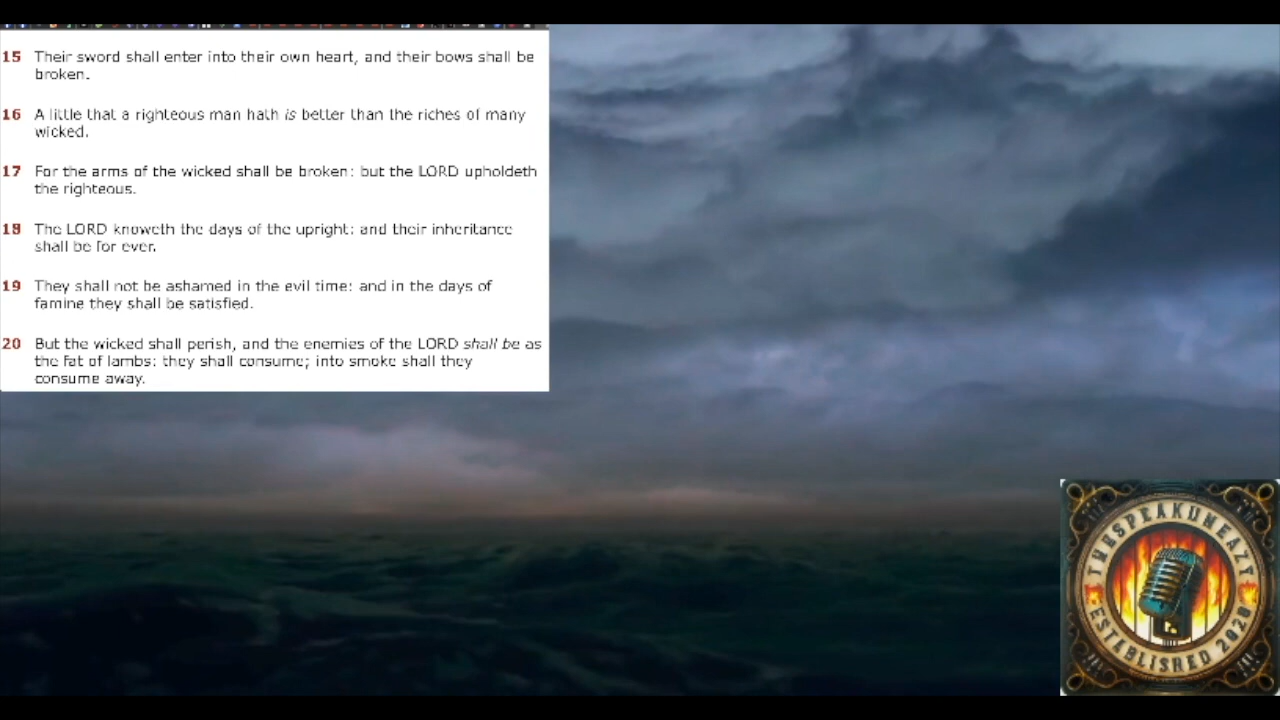 15 Their sword shall enter into their own heart, and their bows shall be
broken.
16 A little that a righteous man hath is better than the riches of many
wicked.
17 For the arms of the wicked shall be broken: but the LORD upholdeth
the righteous.
18 The LORD knoweth the days of the upright: and their inheritance
shall be for ever.
19 They shall not be ashamed in the evil time: and in the days of
famine they shall be satisfied.
20 But the wicked shall perish, and the enemies of the LORD shall be as
the fat of lambs: they shall consume; into smoke shall they
consume away.
THESPEAKUNEAZY
ESTABLISHED 2020